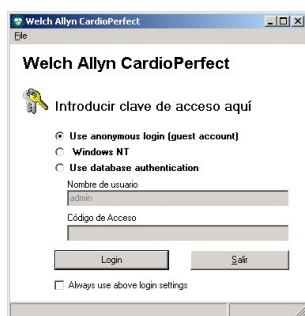 Welch Allyn CardioPerfect
File
Welch Allyn CardioPerfect
Introducir clave de acceso aquí
Use anonymous login (guest account)
Windows NT
Use database authentication
Nombre de usuario
admin
Código de Acceso
Login
Salir
Always use above login settings